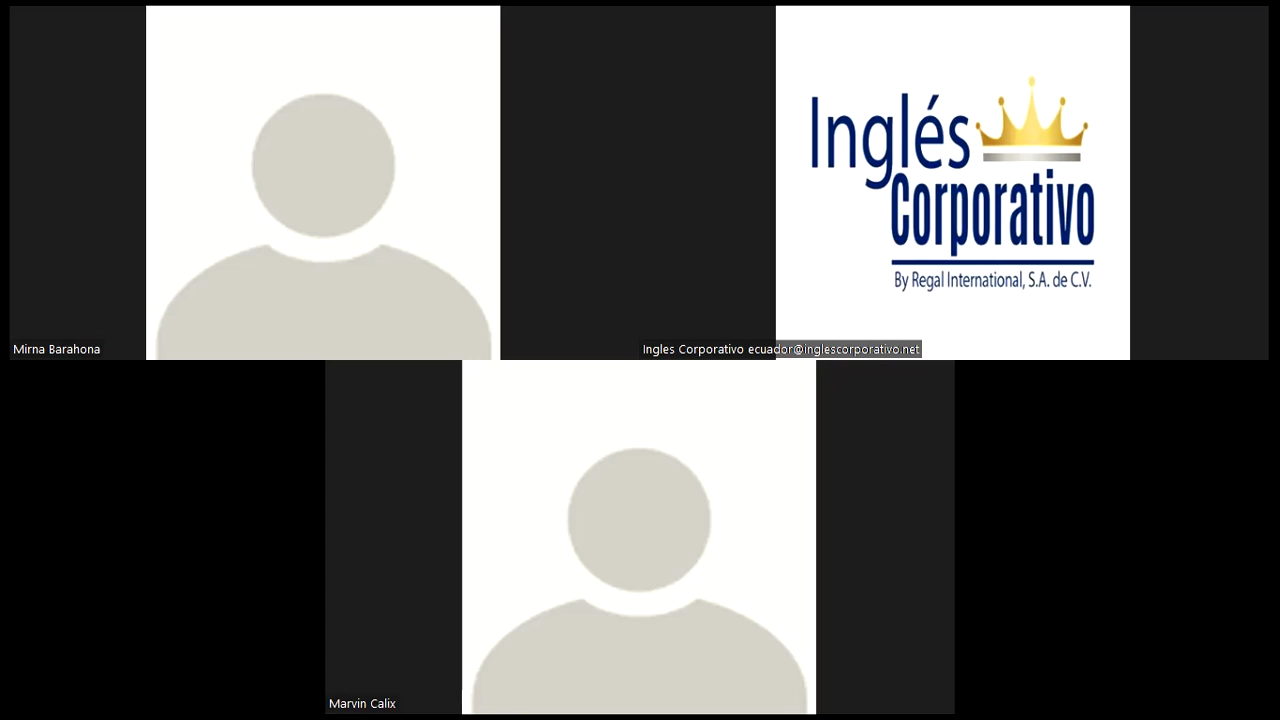 Inglés
Corporativo
By Regal International, S.A. de C.V.
Mirna Barahona
Ingles Corporativo ecuador@inglescorporativo.net
Marvin Calix